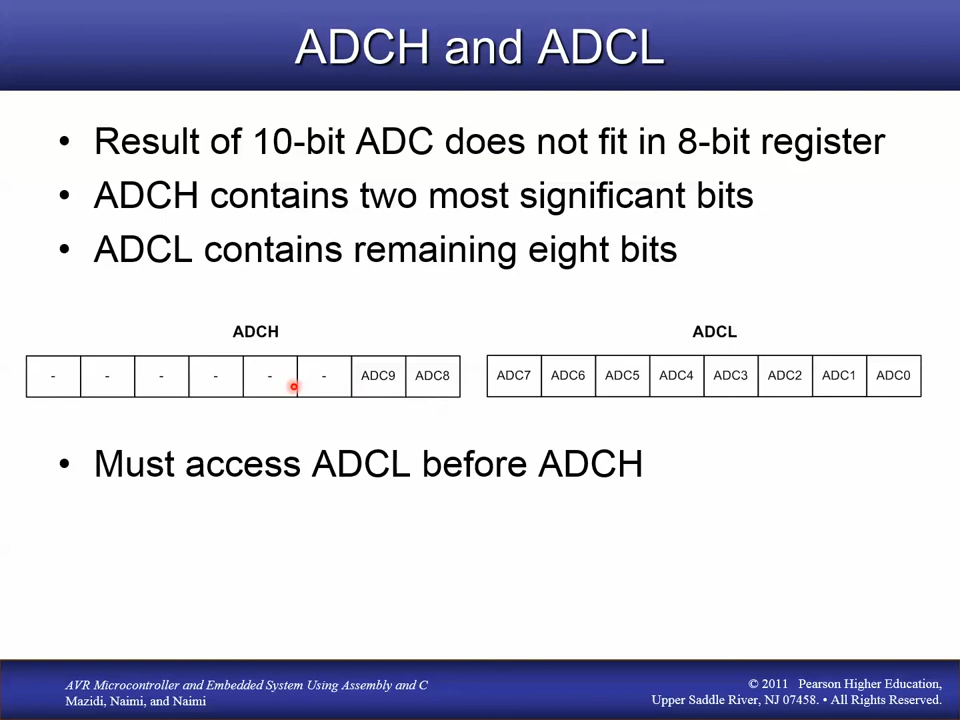 ADCH and ADCL
• Result of 10-bit ADC does not fit in 8-bit register
• ADCH contains two most significant bits
• ADCL contains remaining eight bits
ADCH ADCL
- - - - - - ADC9 ADC8 ADC7 ADC6 ADC5 ADC4 ADC3 ADC2 ADC1 ADC0
• Must access ADCL before ADCH
AVR Microcontroller and Embedded System Using Assembly and C
Mazidi, Naimi, and Naimi
© 2011 Pearson Higher Education,
Upper Saddle River, NJ 07458. • All Rights Reserved.